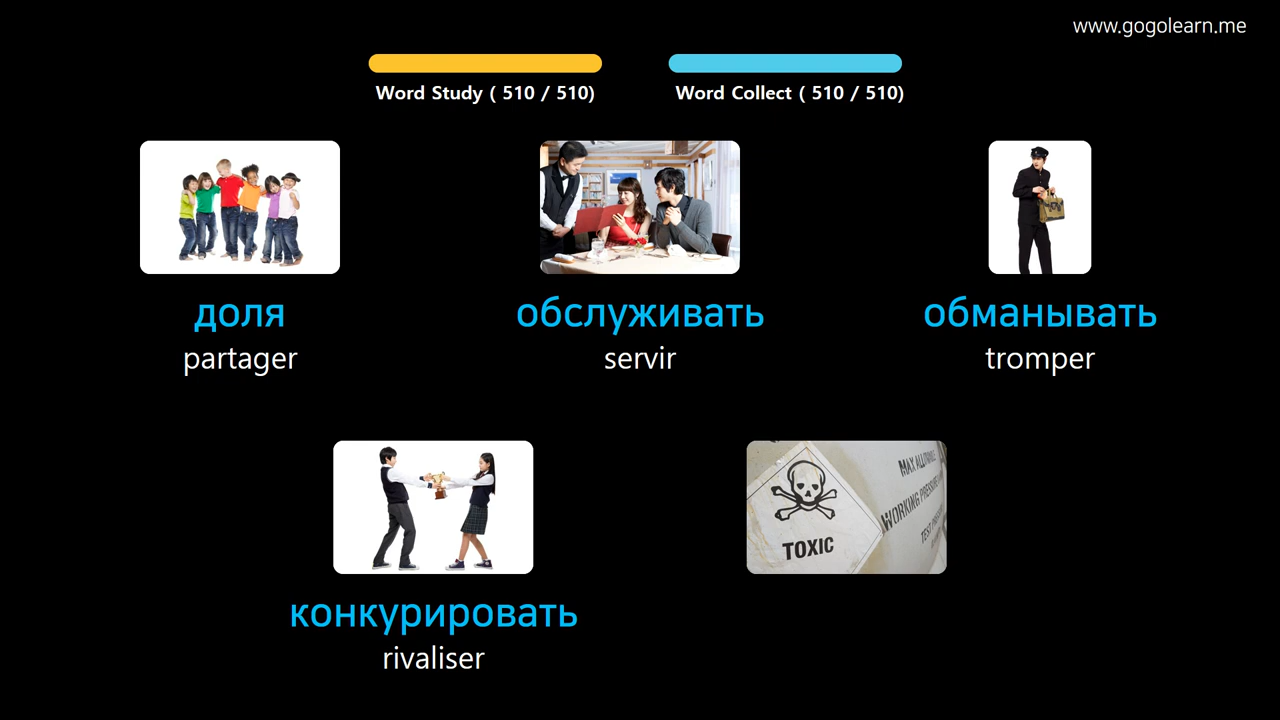 www.gogolearn.me
Word Study ( 510 / 510)
Word Collect ( 510 / 510)
доля
partager
обслуживать
servir
обманывать
tromper
конкурировать
rivaliser
TOXIC
MAX ALLOWABLE
WORKING PRESSURE